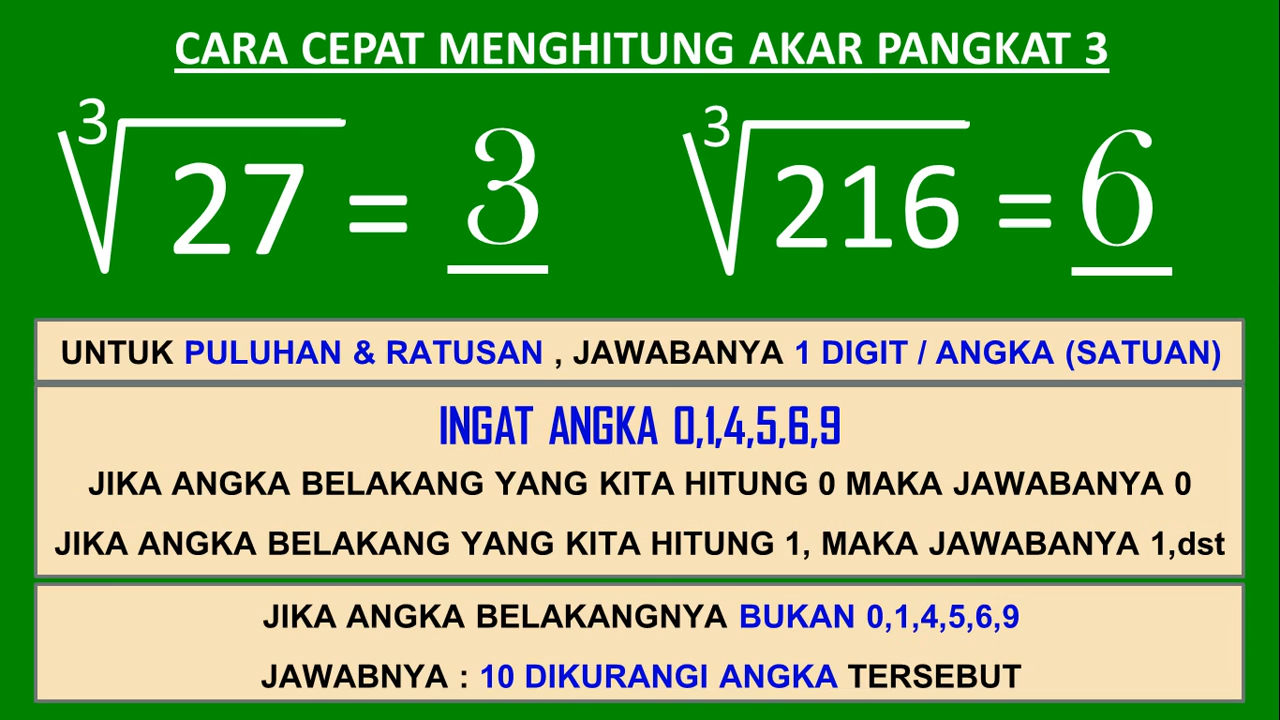 CARA CEPAT MENGHITUNG AKAR PANGKAT 3
∛27 = 3
∛216 = 6
UNTUK PULUHAN & RATUSAN , JAWABANYA 1 DIGIT / ANGKA (SATUAN)
INGAT ANGKA 0,1,4,5,6,9
JIKA ANGKA BELAKANG YANG KITA HITUNG 0 MAKA JAWABANYA 0
JIKA ANGKA BELAKANG YANG KITA HITUNG 1, MAKA JAWABANYA 1,dst
JIKA ANGKA BELAKANGNYA BUKAN 0,1,4,5,6,9
JAWABNYA : 10 DIKURANGI ANGKA TERSEBUT